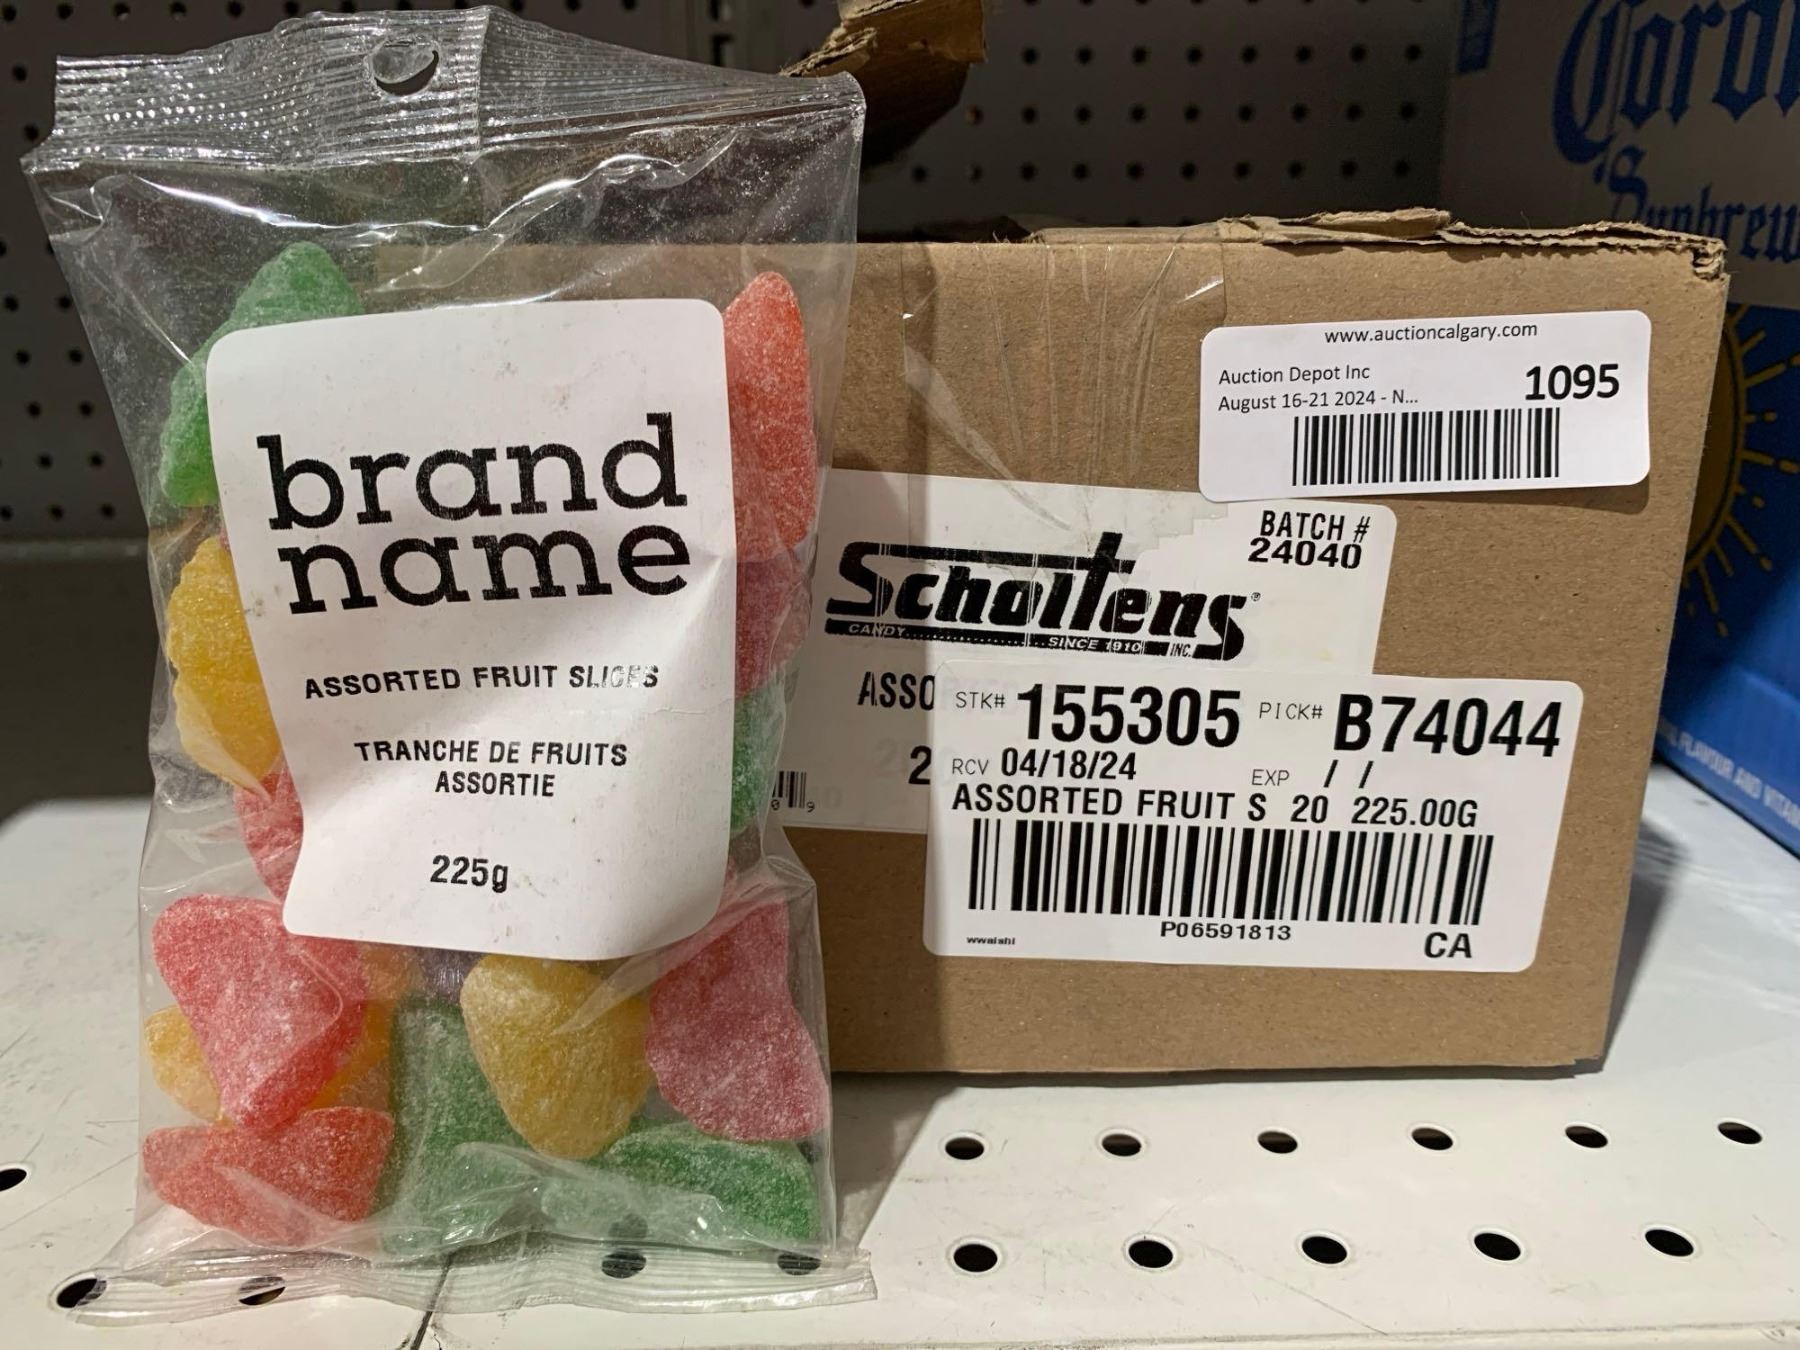 brand
name
ASSORTED FRUIT SLICES
TRANCHE DE FRUITS
ASSORTIE
225g
www.auctioncalgary.com
Auction Depot Inc
1095
August 16-21 2024 - N...
BATCH #
24040
Scholtens
CANDY SINCE 1910 INC.
STK# 155305 PICK# B74044
RCV 04/18/24 EXP / /
ASSORTED FRUIT S 20 225.00G
P06591813
wwalshi
CA
Sunbrew